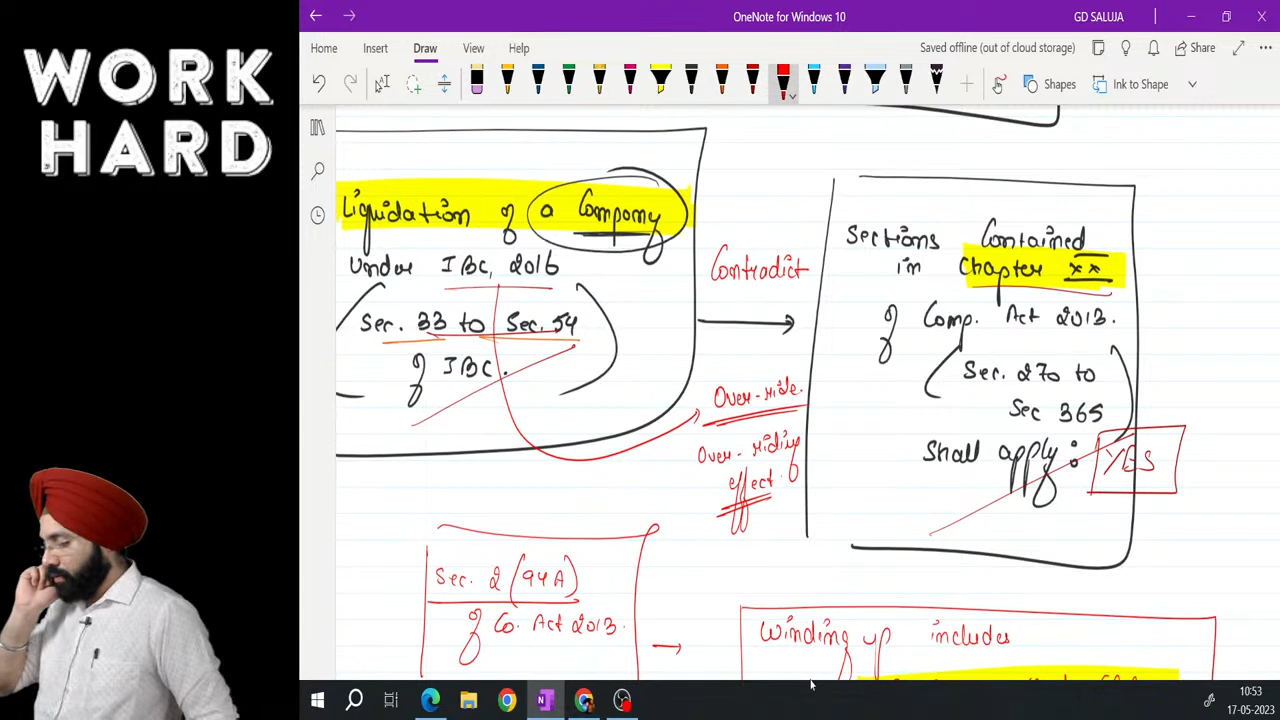 WORK
HARD
OneNote for Windows 10
GD SALUJA
Home
Insert
Draw
View
Help
Saved offline (out of cloud storage)
Share
Shapes
Ink to Shape
Liquidation of a Company
Under IBC, 2016
(Sec. 33 to Sec. 54
of IBC.)
Contradict
Over-ride.
Over-riding
effect.
Sections Contained
in Chapter xx
of Comp. Act 2013.
(Sec. 270 to
Sec 365)
Shall apply :
YES
Sec. 2 (94A)
of Co. Act 2013.
Winding up includes
10:53
17-05-2023